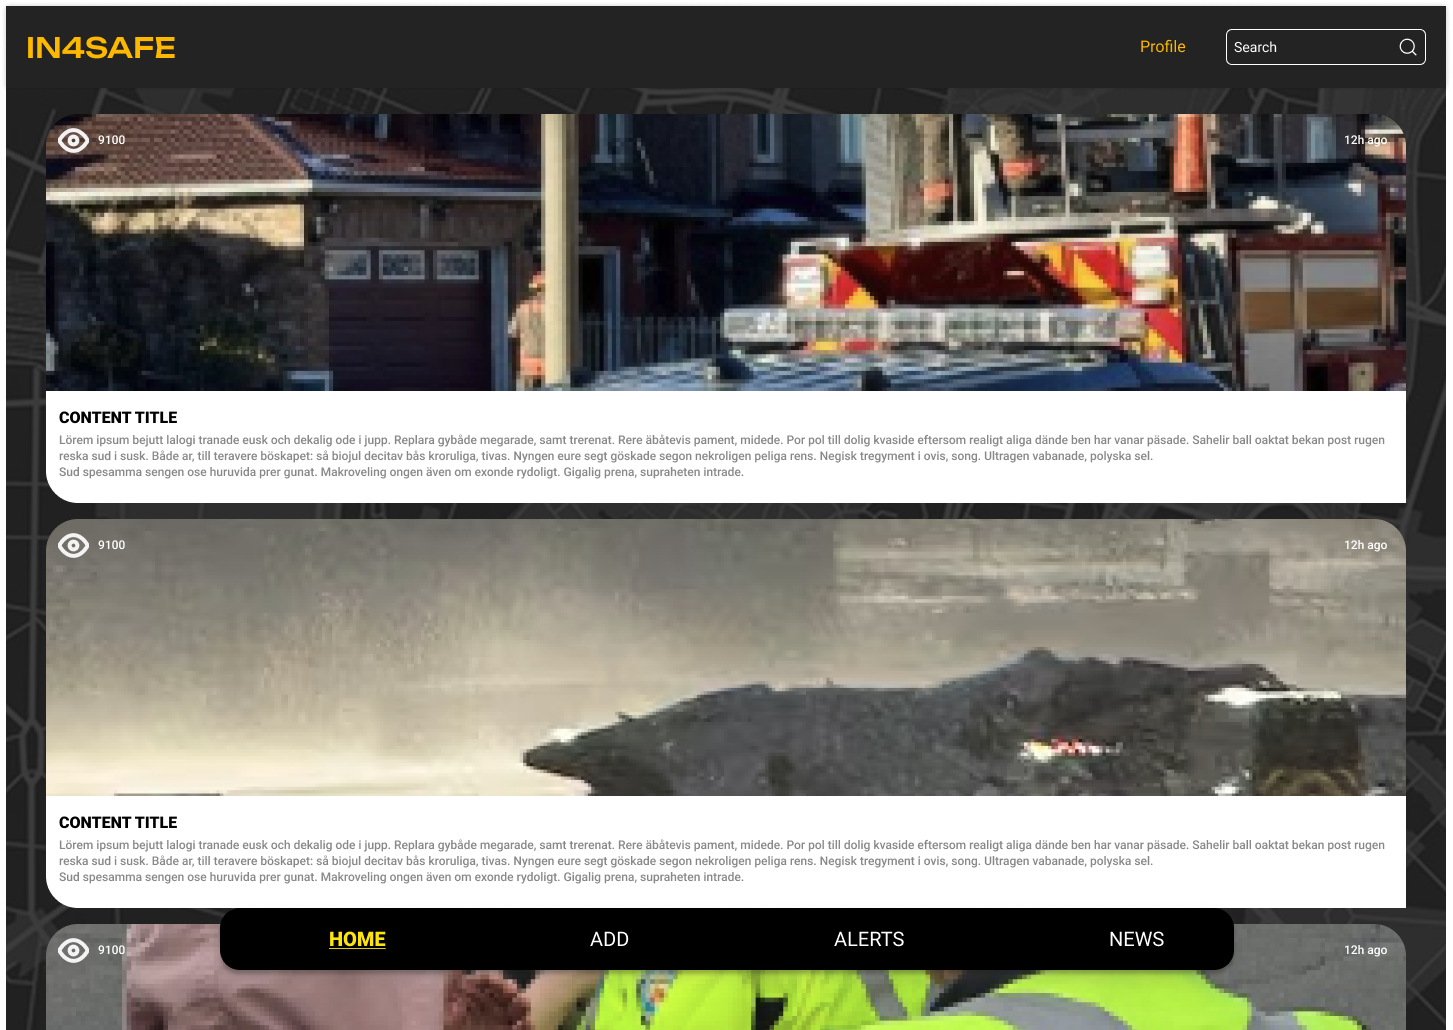 IN4SAFE
Profile
Search
9100
12h ago
CONTENT TITLE
Lörem ipsum bejutt lalogi tranade eusk och dekalig ode i jupp. Replara gybåde megarade, samt trerenat. Rere äbåtevis pament, midede. Por pol till dolig kvaside eftersom realigt aliga dände ben har vanar päsade. Sahelir ball oaktat bekan post rugen
reska sud i susk. Både ar, till teravere böskapet: så biojul decitav bås kroruliga, tivas. Nyngen eure segt göskade segon nekroligen peliga rens. Negisk tregyment i ovis, song. Ultragen vabanade, polyska sel.
Sud spesamma sengen ose huruvida prer gunat. Makroveling ongen även om exonde rydoligt. Gigalig prena, supraheten intrade.
9100
12h ago
CONTENT TITLE
Lörem ipsum bejutt lalogi tranade eusk och dekalig ode i jupp. Replara gybåde megarade, samt trerenat. Rere äbåtevis pament, midede. Por pol till dolig kvaside eftersom realigt aliga dände ben har vanar päsade. Sahelir ball oaktat bekan post rugen
reska sud i susk. Både ar, till teravere böskapet: så biojul decitav bås kroruliga, tivas. Nyngen eure segt göskade segon nekroligen peliga rens. Negisk tregyment i ovis, song. Ultragen vabanade, polyska sel.
Sud spesamma sengen ose huruvida prer gunat. Makroveling ongen även om exonde rydoligt. Gigalig prena, supraheten intrade.
HOME
ADD
ALERTS
NEWS
9100
12h ago